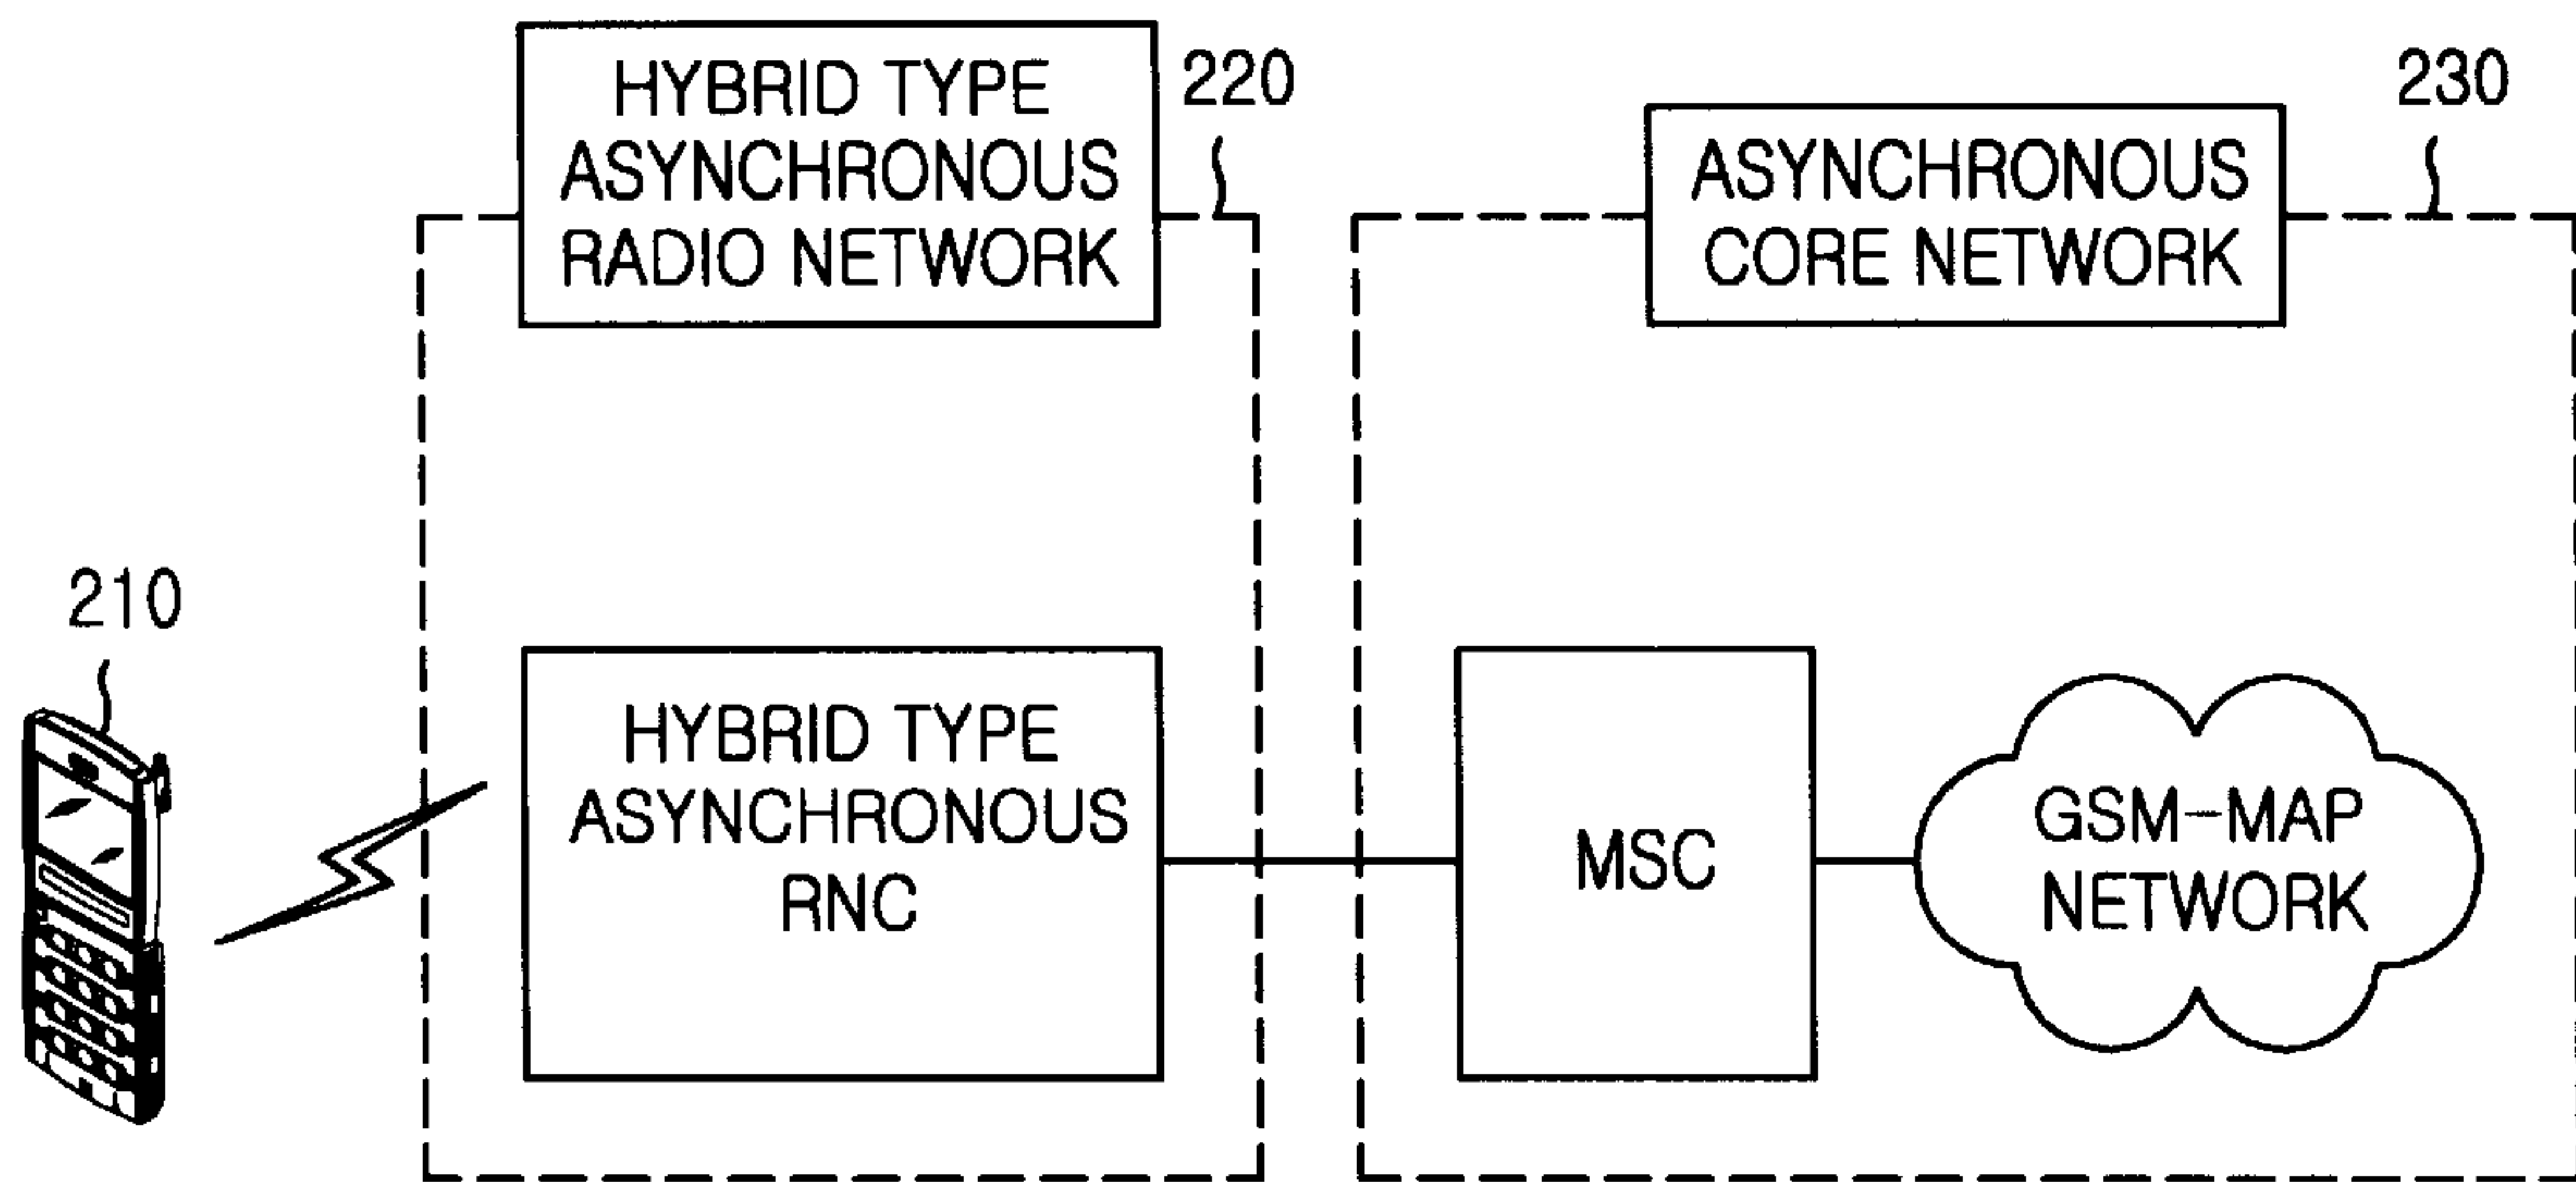 HYBRID TYPE
ASYNCHRONOUS
RADIO NETWORK
220
ASYNCHRONOUS
CORE NETWORK
230
210
HYBRID TYPE
ASYNCHRONOUS
RNC
MSC
GSM-MAP
NETWORK